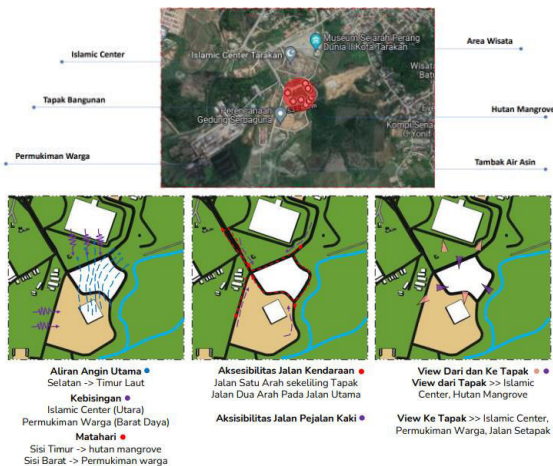 Islamic Center
Tapak Bangunan
Permukiman Warga
Museum Sejarah Perang
Dunia II Kota Tarakan
Islamic Center Tarakan
Wisata
Perencanaan
Gedung Serbaguna
Area Wisata
Hutan Mangrove
Tambak Air Asin
Aliran Angin Utama
Selatan -> Timur Laut
Kebisingan
Islamic Center (Utara)
Permukiman Warga (Barat Daya)
Matahari
Sisi Timur -> hutan mangrove
Sisi Barat -> Permukiman warga
Aksesibilitas Jalan Kendaraan
Jalan Satu Arah sekeliling Tapak
Jalan Dua Arah Pada Jalan Utama
Aksisibilitas Jalan Pejalan Kaki
View Dari dan Ke Tapak
View dari Tapak >> Islamic
Center, Hutan Mangrove
View Ke Tapak >> Islamic Center,
Permukiman Warga, Jalan Setapak